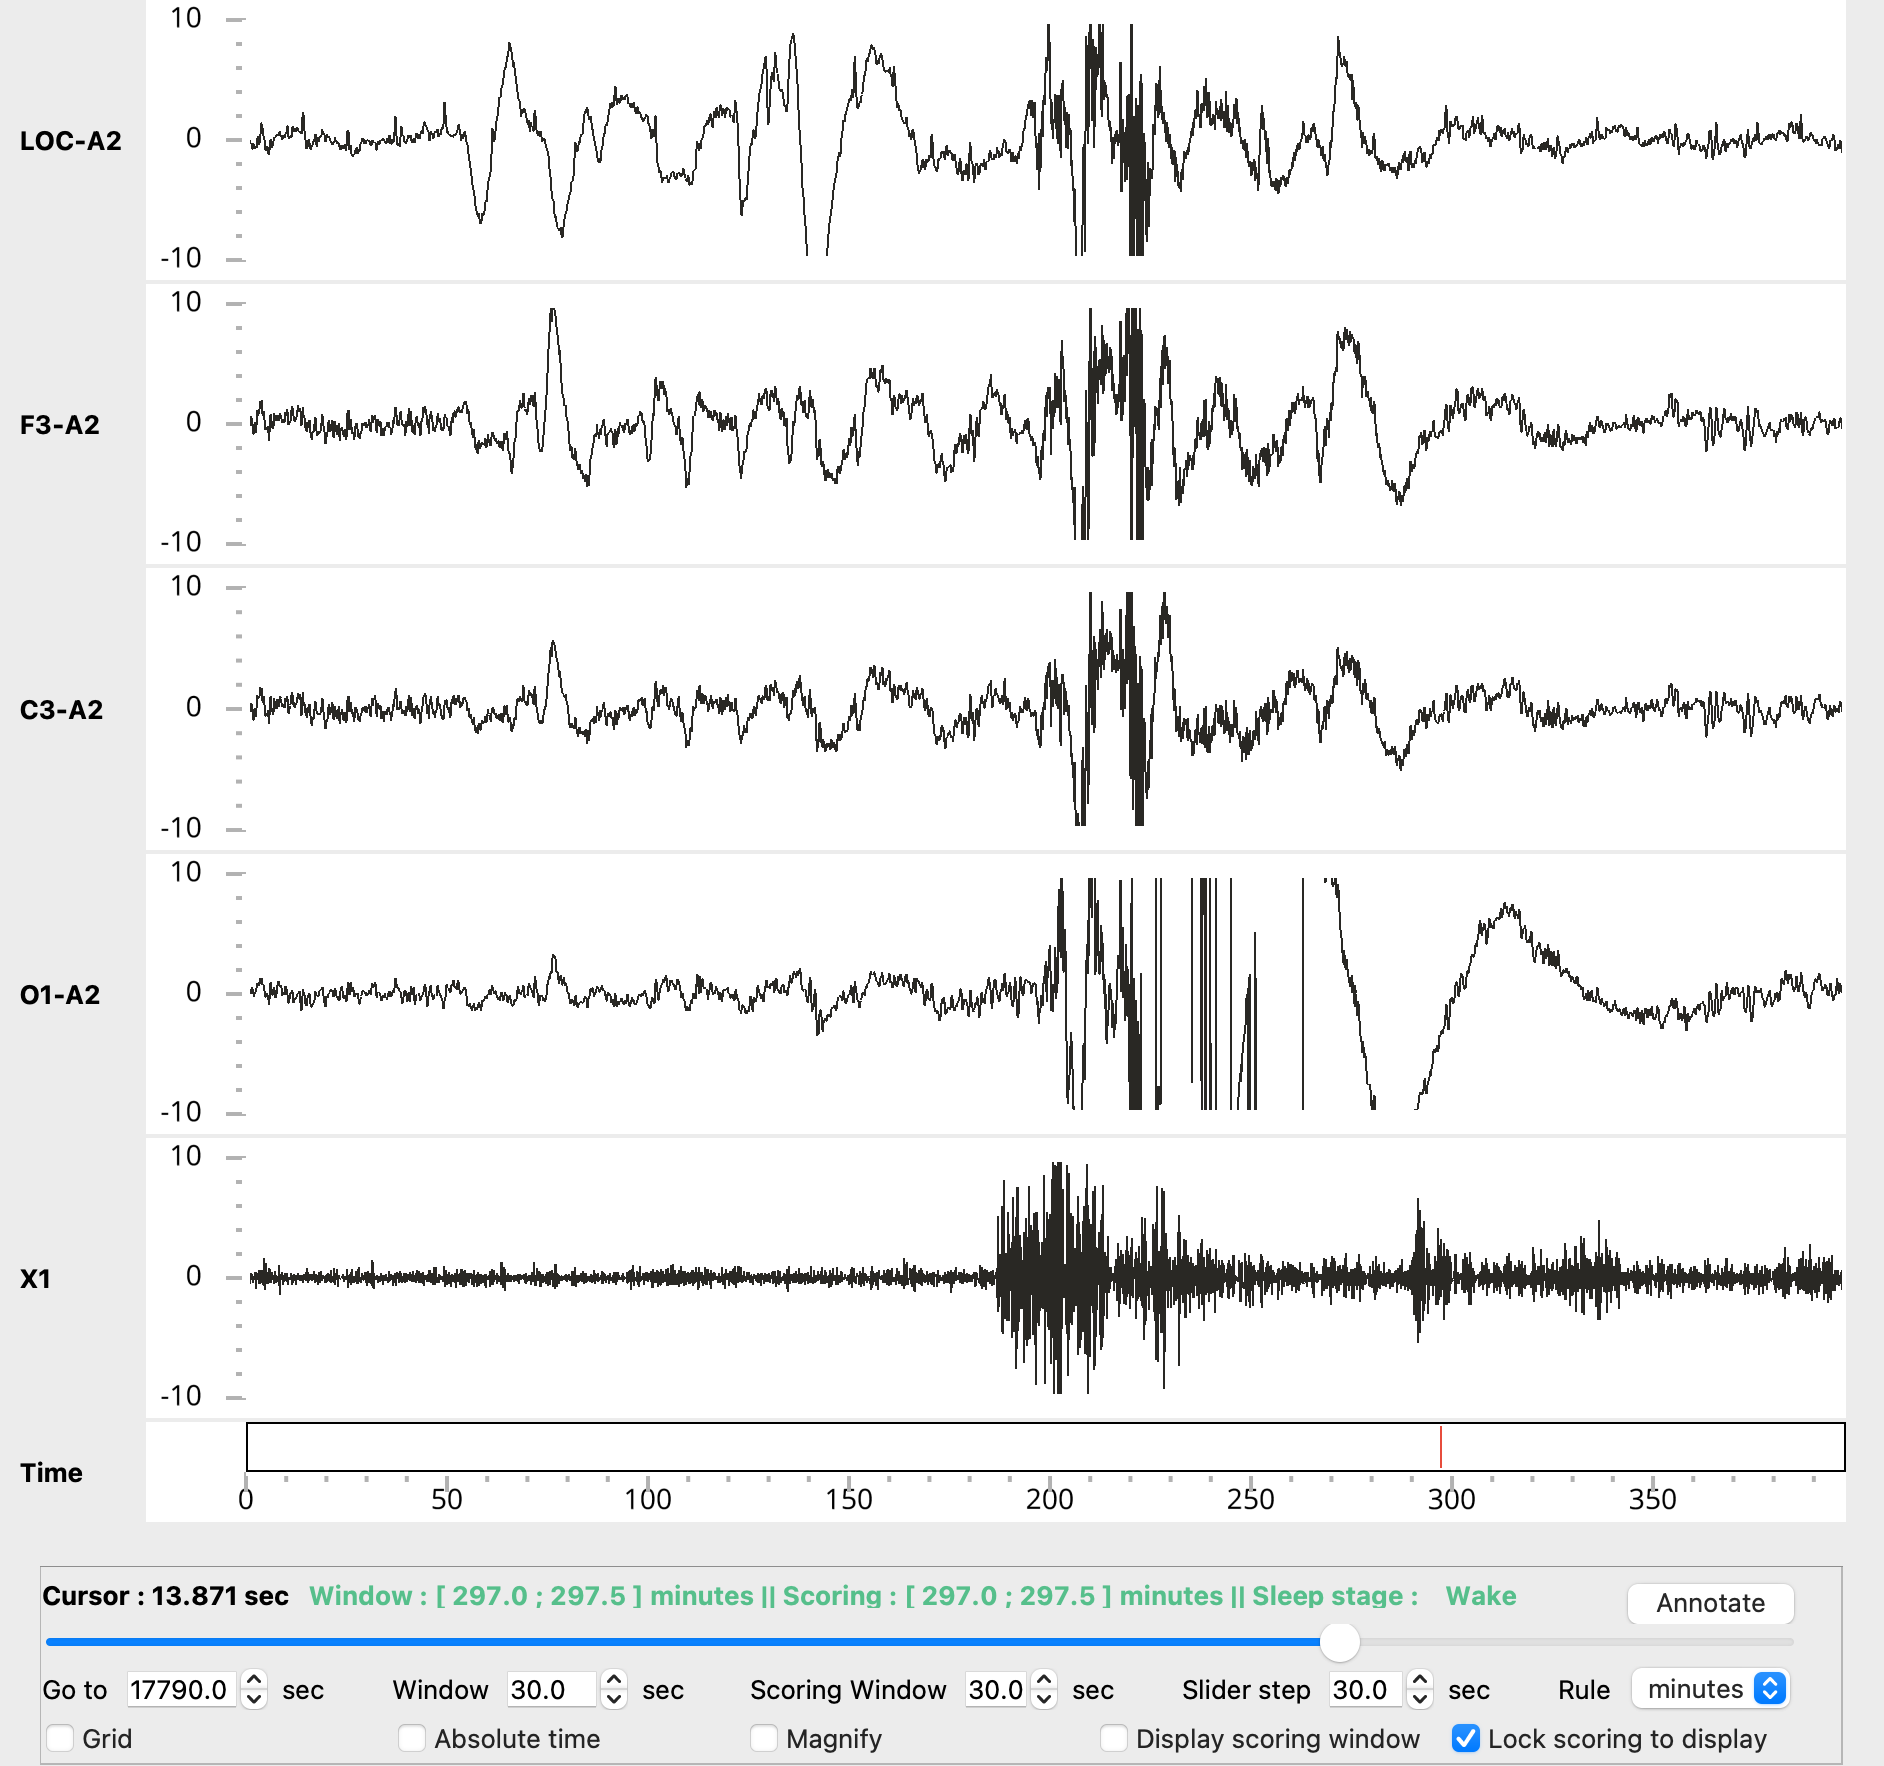 10
LOC-A2 0
-10
10
F3-A2 0
-10
10
C3-A2 0
-10
10
O1-A2 0
-10
10
X1 0
-10
Time
0 50 100 150 200 250 300 350
Cursor : 13.871 sec Window : [ 297.0 ; 297.5 ] minutes || Scoring : [ 297.0 ; 297.5 ] minutes || Sleep stage : Wake Annotate
Go to 17790.0 sec Window 30.0 sec Scoring Window 30.0 sec Slider step 30.0 sec Rule minutes
Grid Absolute time Magnify Display scoring window Lock scoring to display